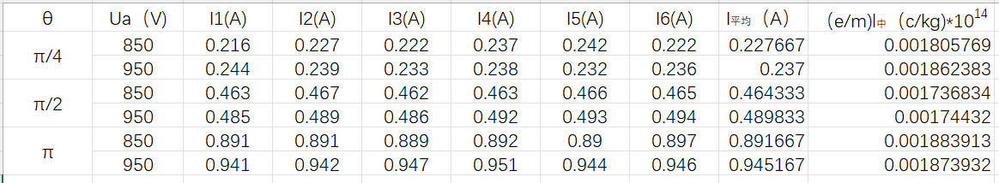 θ Ua（V） I1(A) I2(A) I3(A) I4(A) I5(A) I6(A) I平均（A） (e/m)I中（c/kg)*10^14
π/4 850 0.216 0.227 0.222 0.237 0.242 0.222 0.227667 0.001805769
950 0.244 0.239 0.233 0.238 0.232 0.236 0.237 0.001862383
π/2 850 0.463 0.467 0.462 0.463 0.466 0.465 0.464333 0.001736834
950 0.485 0.489 0.486 0.492 0.493 0.494 0.489833 0.00174432
π 850 0.891 0.891 0.889 0.892 0.89 0.897 0.891667 0.001883913
950 0.941 0.942 0.947 0.951 0.944 0.946 0.945167 0.001873932